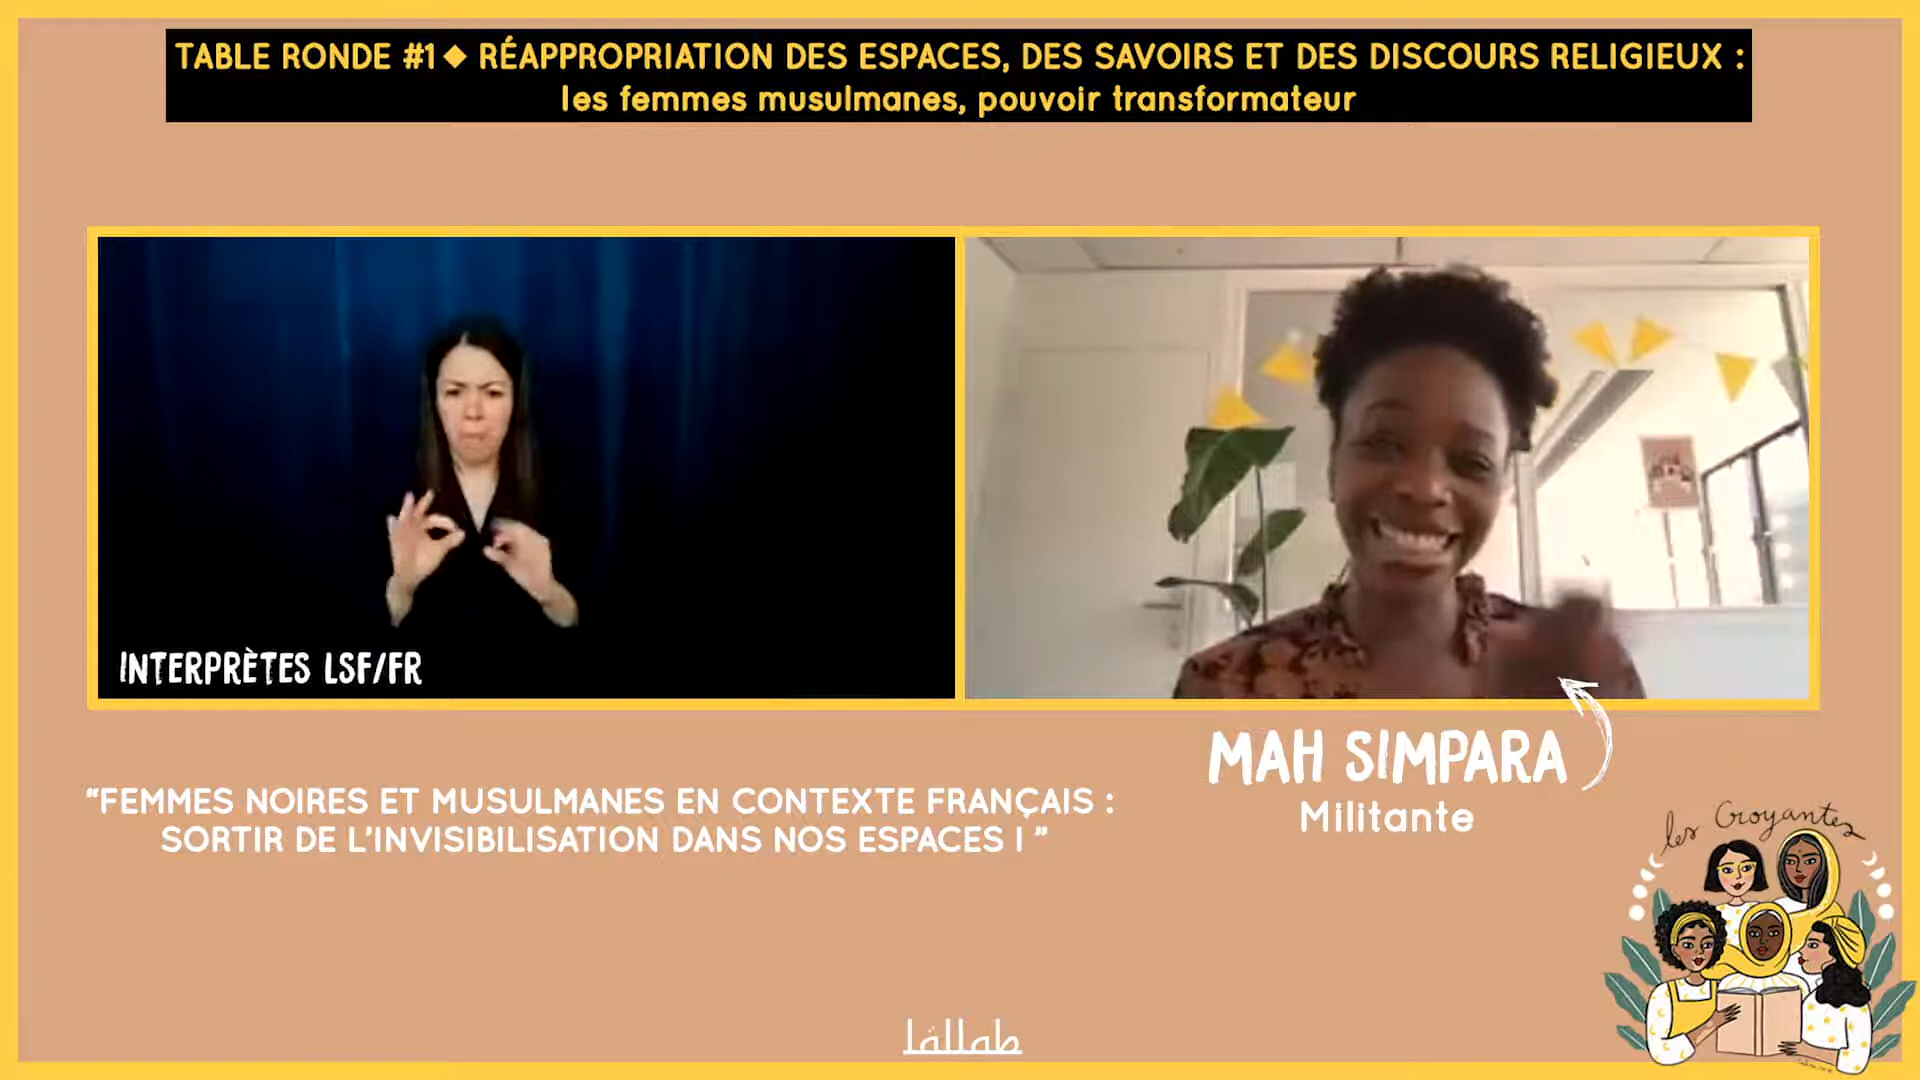 TABLE RONDE #1 ◆ RÉAPPROPRIATION DES ESPACES, DES SAVOIRS ET DES DISCOURS RELIGIEUX :
les femmes musulmanes, pouvoir transformateur
INTERPRÈTES LSF/FR
MAH SIMPARA
Militante
“FEMMES NOIRES ET MUSULMANES EN CONTEXTE FRANÇAIS :
SORTIR DE L'INVISIBILISATION DANS NOS ESPACES ! ”
les Croyantes
lallab